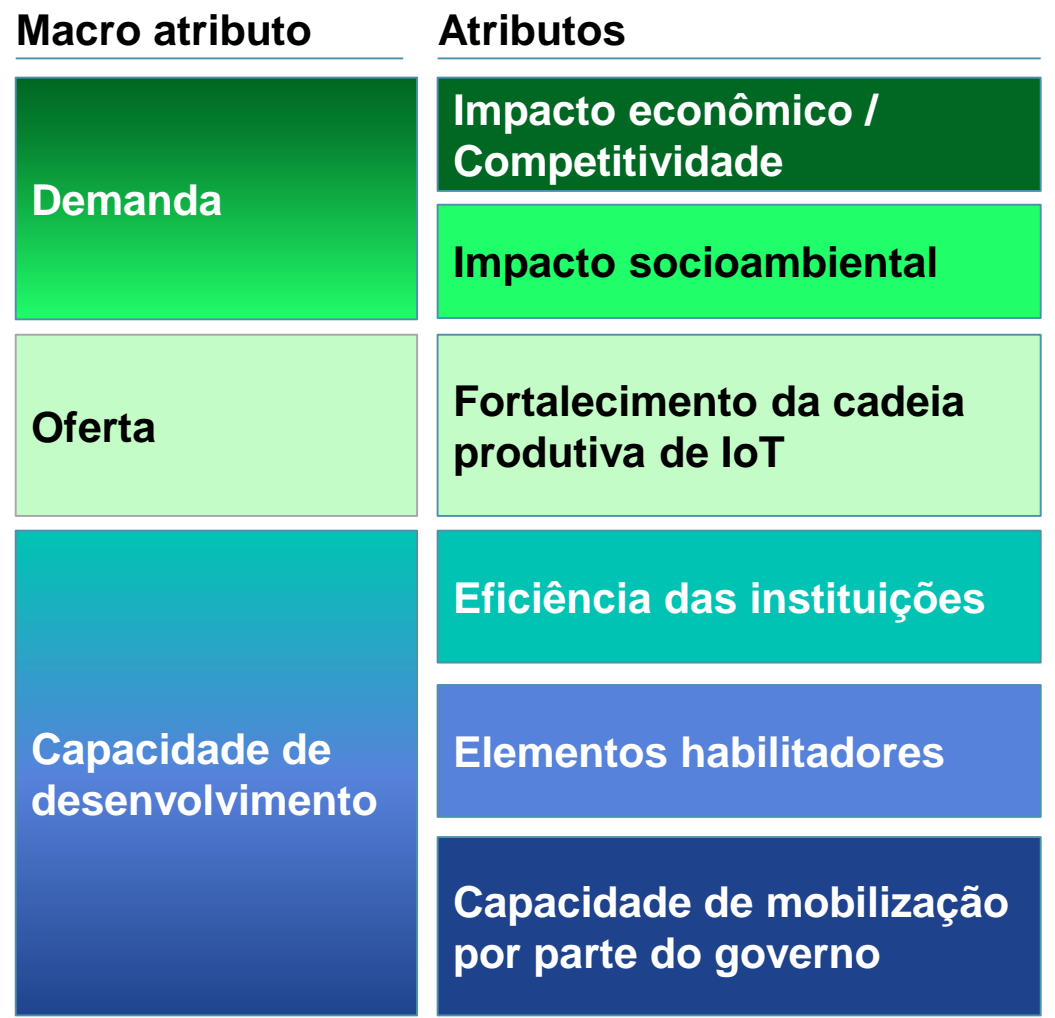 Macro atributo
Atributos
Demanda
Impacto econômico /
Competitividade
Impacto socioambiental
Oferta
Fortalecimento da cadeia
produtiva de IoT
Capacidade de
desenvolvimento
Eficiência das instituições
Elementos habilitadores
Capacidade de mobilização
por parte do governo